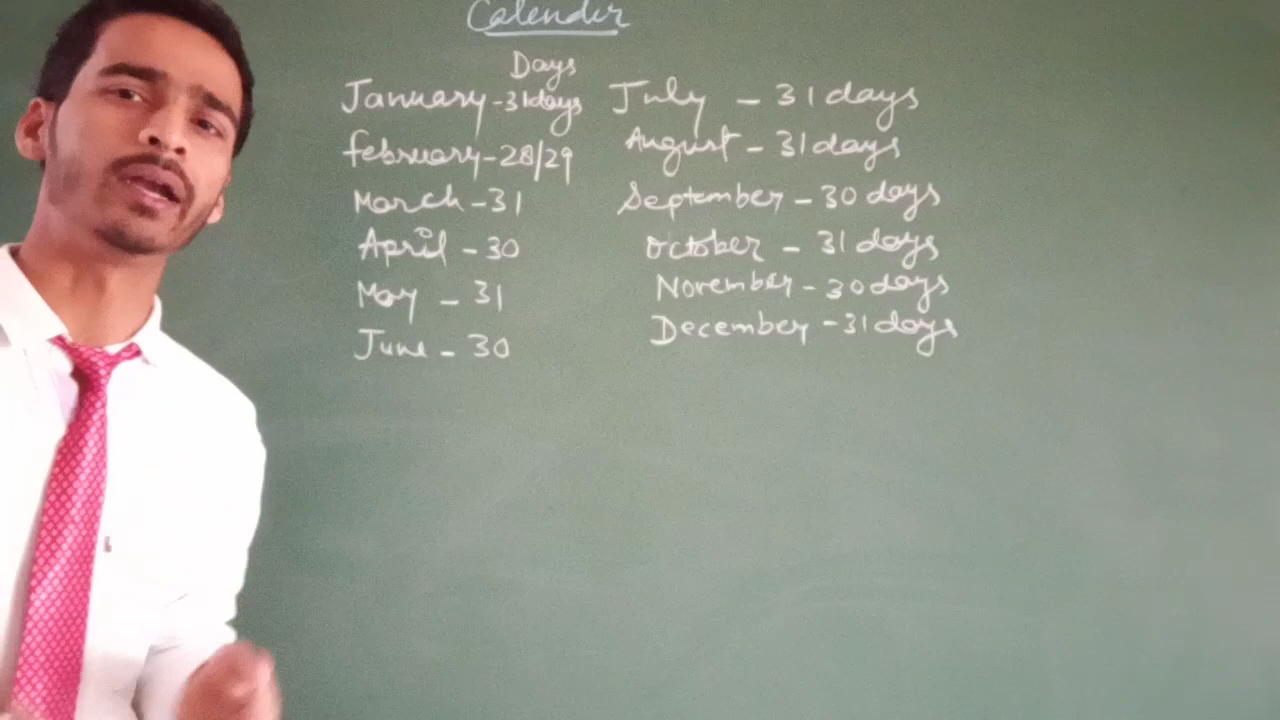 Calender
Days
January - 31 days
february - 28/29
March - 31
April - 30
May - 31
June - 30
July - 31 days
August - 31 days
September - 30 days
October - 31 days
November - 30 days
December - 31 days